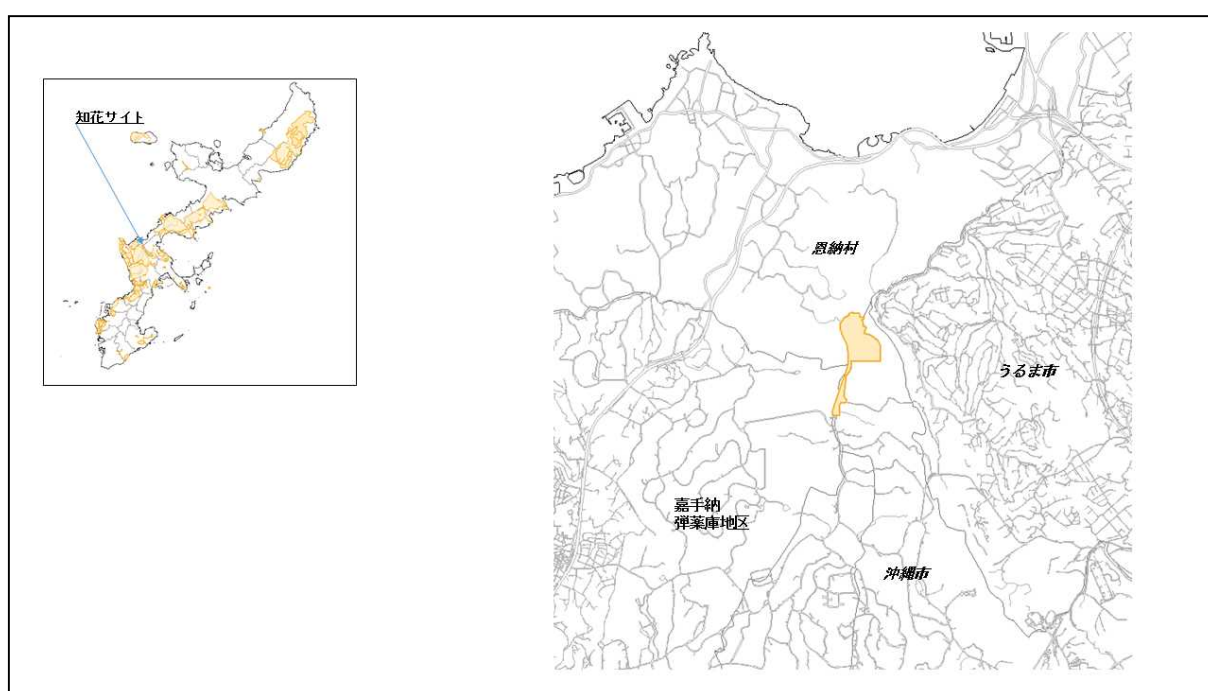 知花サイト
恩納村
うるま市
嘉手納
弾薬庫地区
沖縄市